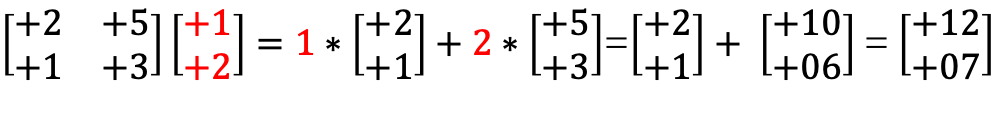 [+2 +5] [+1] = 1 * [+2] + 2 * [+5] = [+2] + [+10] = [+12]
[+1 +3] [+2] [+1] [+3] [+1] [+06] [+07]